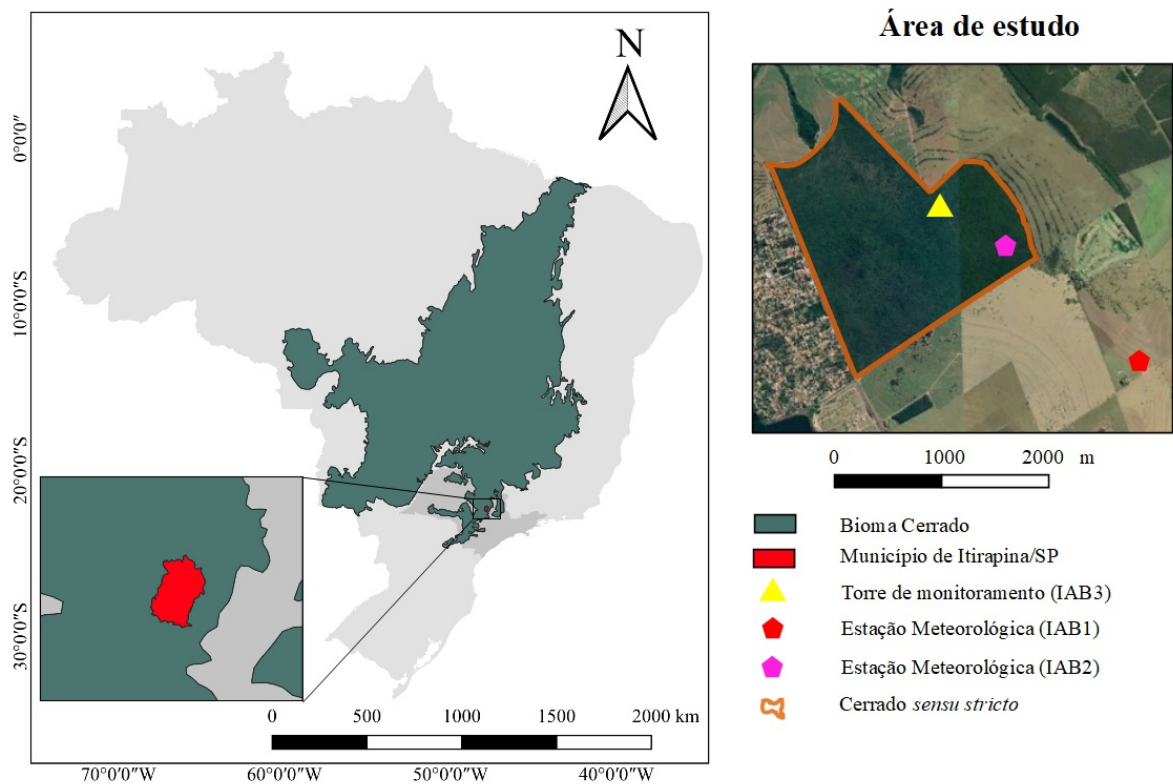 Área de estudo
N
0°0'0"
10°0'0"S
20°0'0"S
30°0'0"S
0 500 1000 1500 2000 km
70°0'0"W 60°0'0"W 50°0'0"W 40°0'0"W
0 1000 2000 m
Bioma Cerrado
Município de Itirapina/SP
Torre de monitoramento (IAB3)
Estação Meteorológica (IAB1)
Estação Meteorológica (IAB2)
Cerrado sensu stricto